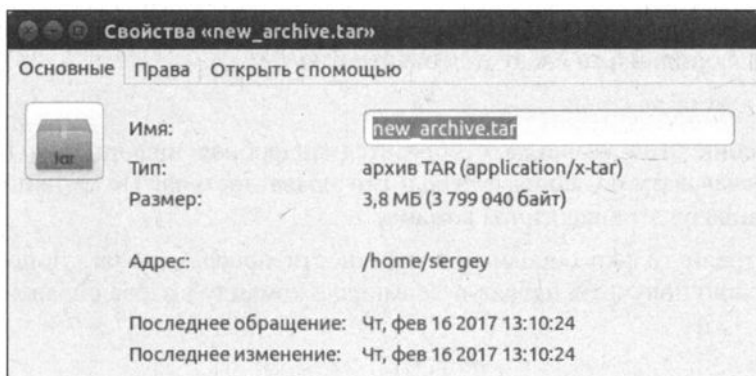 Свойства «new_archive.tar»
Основные Права Открыть с помощью
tar
Имя: new_archive.tar
Тип: архив TAR (application/x-tar)
Размер: 3,8 МБ (3 799 040 байт)
Адрес: /home/sergey
Последнее обращение: Чт, фев 16 2017 13:10:24
Последнее изменение: Чт, фев 16 2017 13:10:24